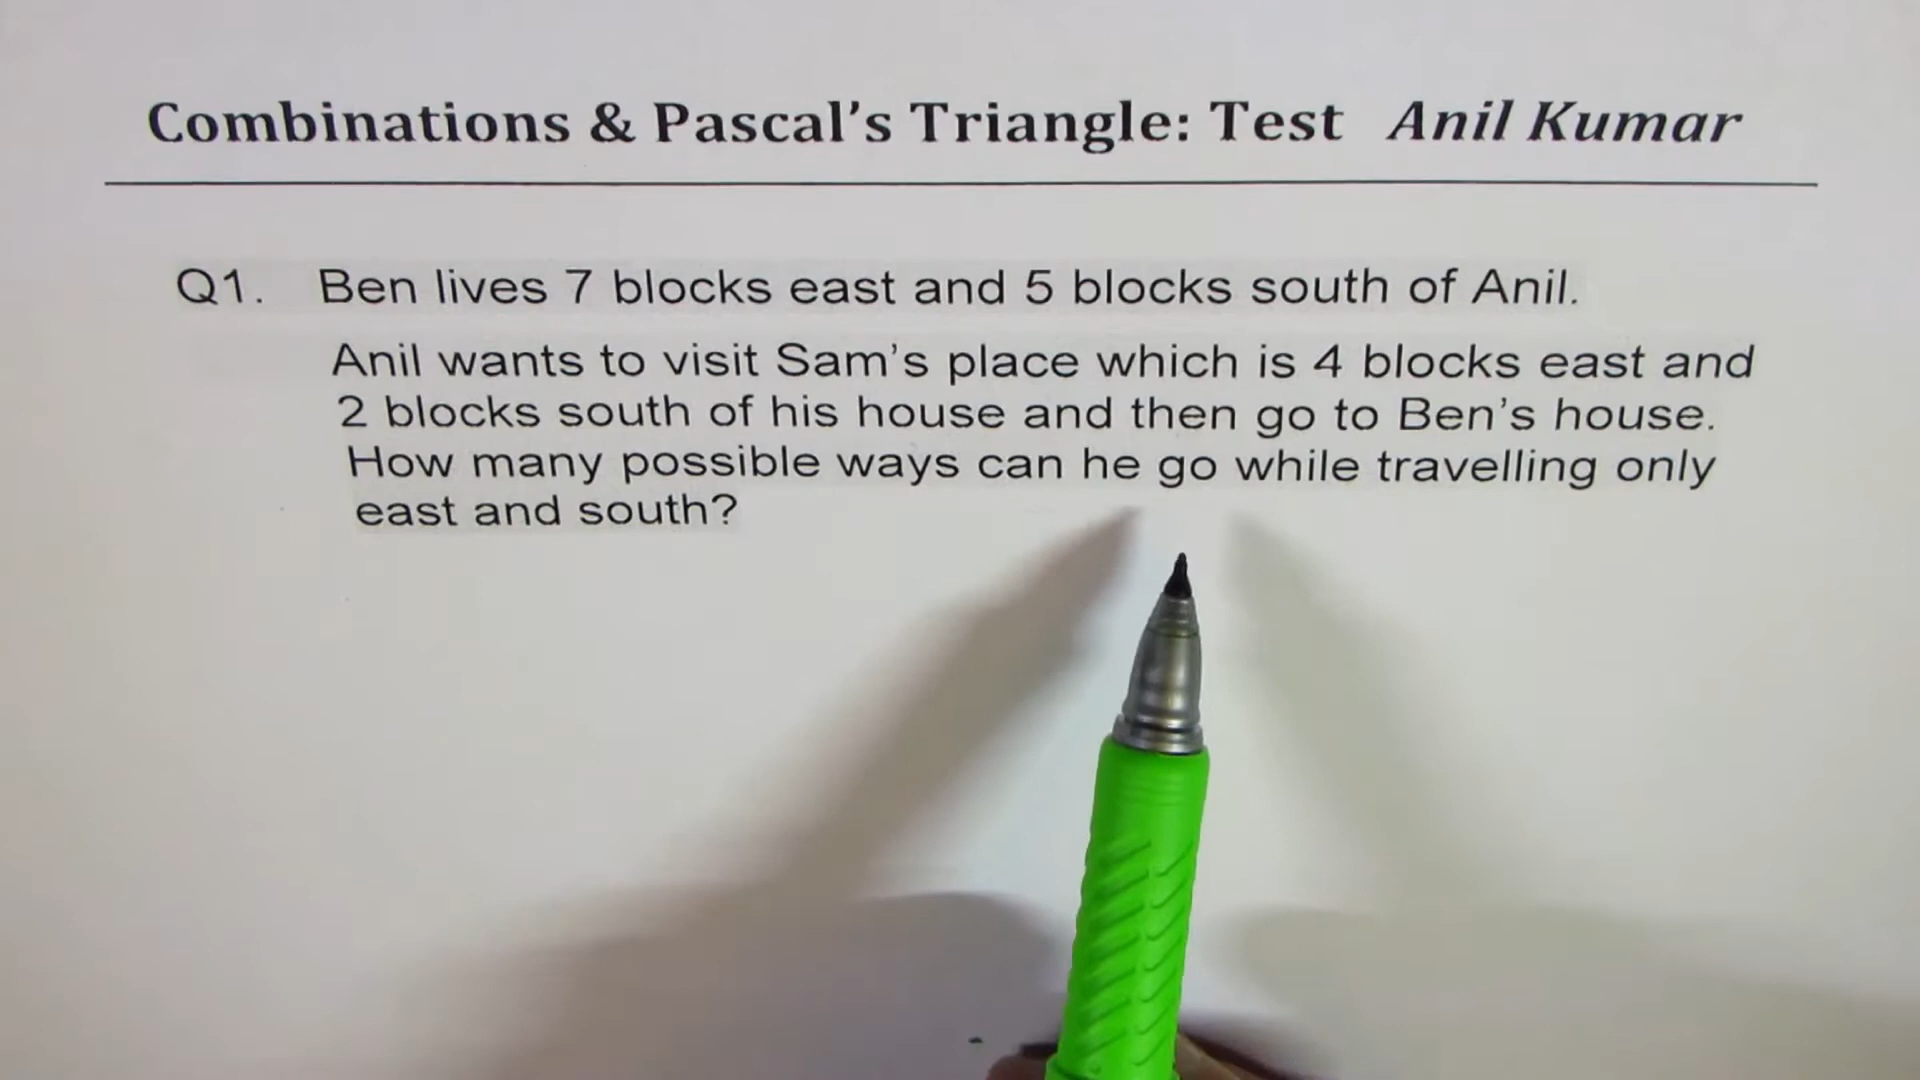 Combinations & Pascal's Triangle: Test Anil Kumar
Q1. Ben lives 7 blocks east and 5 blocks south of Anil.
Anil wants to visit Sam's place which is 4 blocks east and
2 blocks south of his house and then go to Ben's house.
How many possible ways can he go while travelling only
east and south?